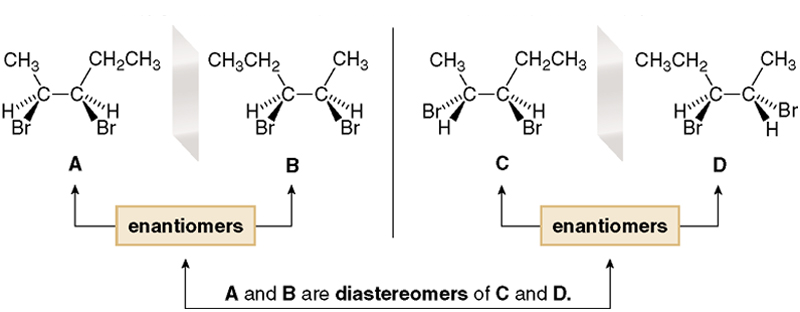 CH₃ CH₂CH₃ CH₃CH₂ CH₃ CH₃ CH₂CH₃ CH₃CH₂ CH₃
H C C H H C C H Br C C H H C C Br
Br Br Br Br H Br Br H
A B C D
enantiomers enantiomers
A and B are diastereomers of C and D.